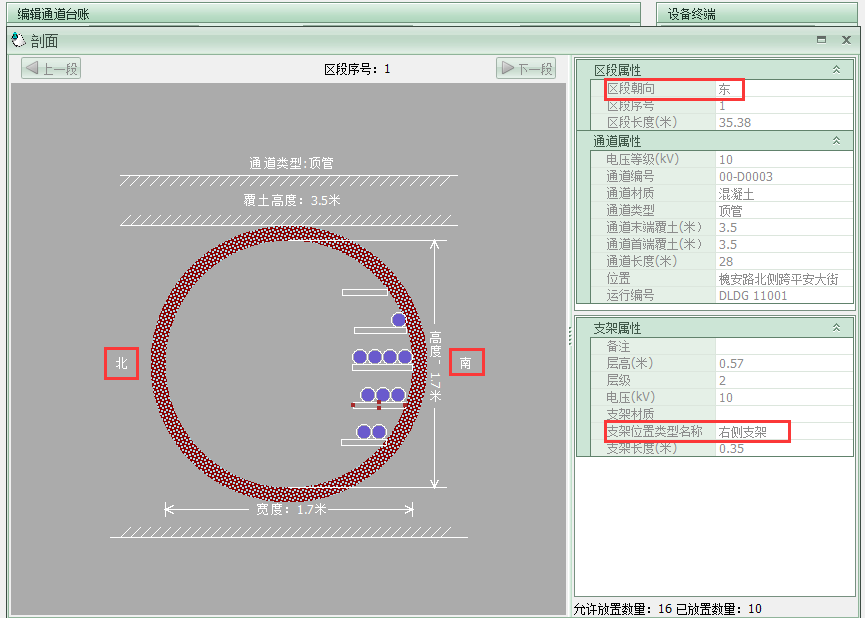 编辑通道台账
设备终端
剖面
上一段
区段序号：1
下一段
通道类型:顶管
覆土高度：3.5米
北
南
高度：1.7米
宽度：1.7米
区段属性
区段朝向 东
区段序号 1
区段长度(米) 35.38
通道属性
电压等级(kV) 10
通道编号 00-D0003
通道材质 混凝土
通道类型 顶管
通道末端覆土(米) 3.5
通道首端覆土(米) 3.5
通道长度(米) 28
位置 槐安路北侧跨平安大街
运行编号 DLDG 11001
支架属性
备注
层高(米) 0.57
层级 2
电压(kV) 10
支架材质
支架位置类型名称 右侧支架
支架长度(米) 0.35
允许放置数量：16 已放置数量：10